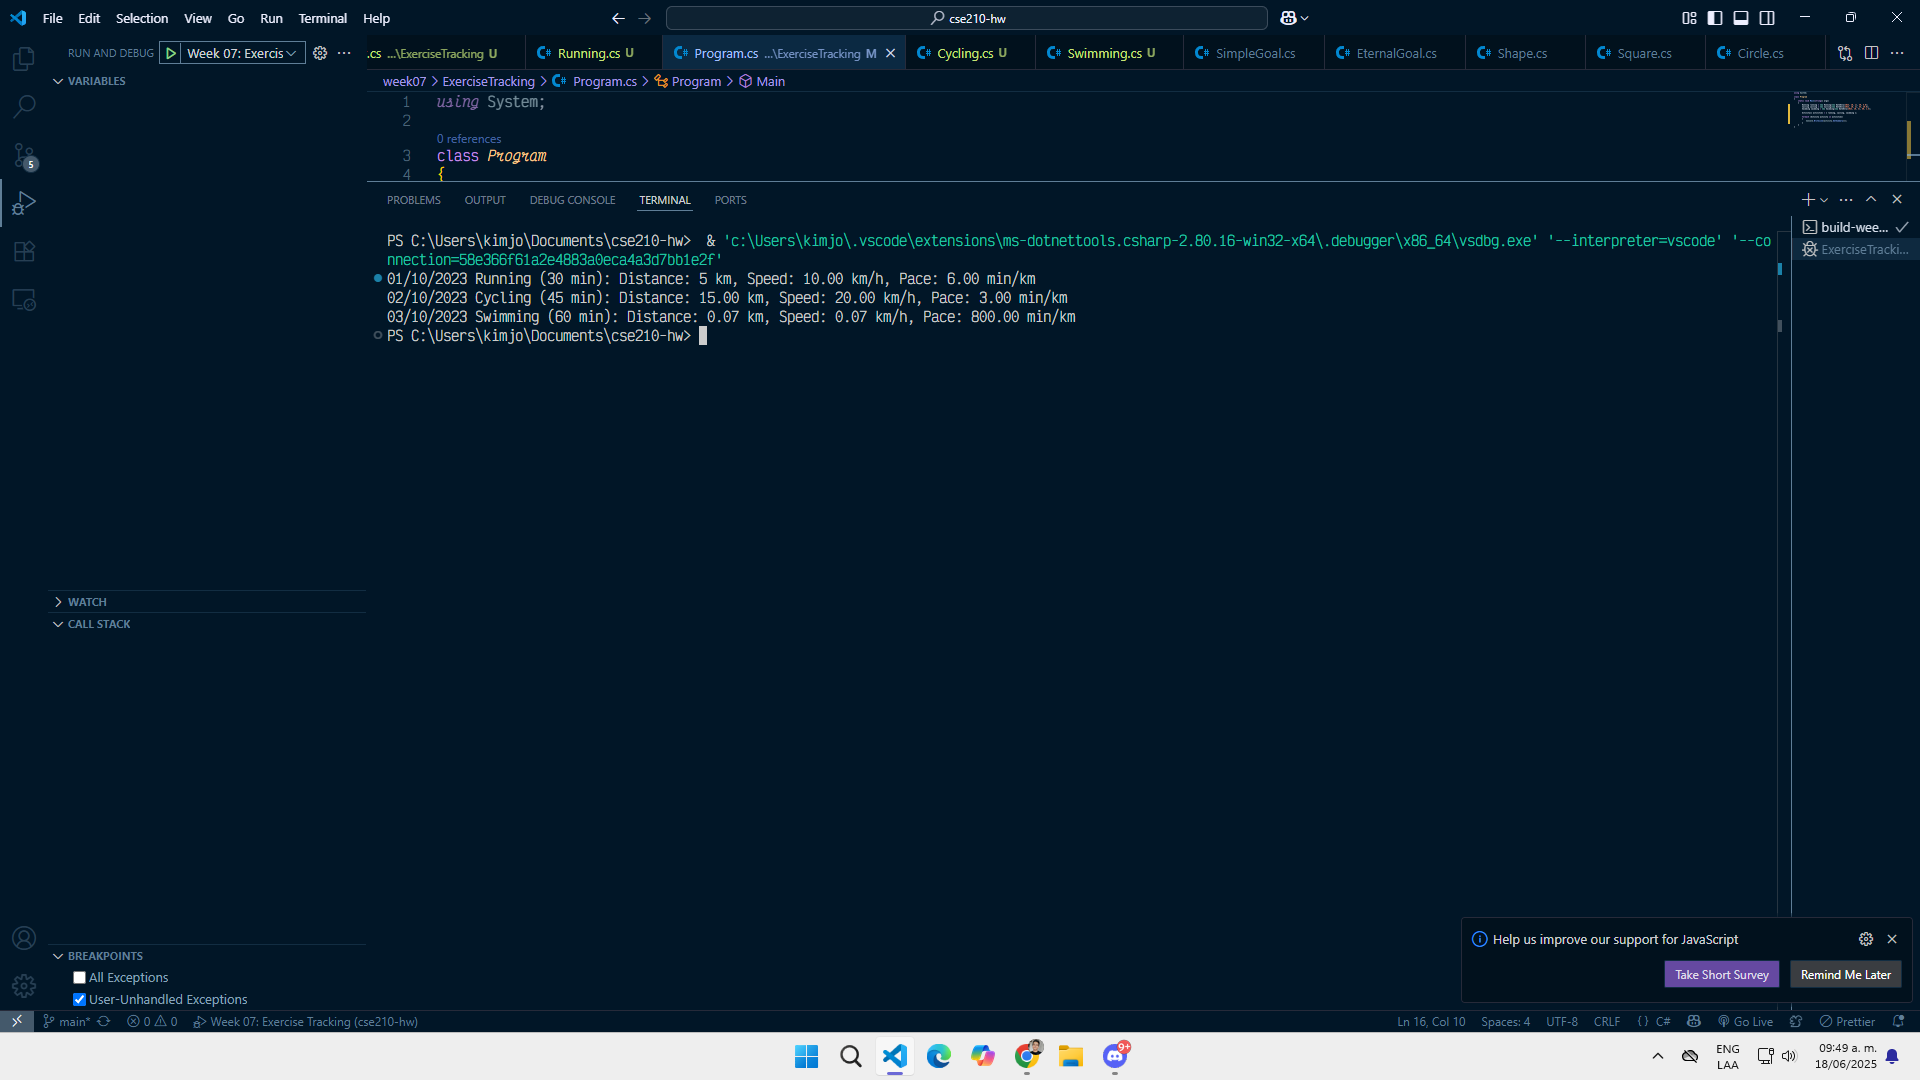 File Edit Selection View Go Run Terminal Help
cse210-hw
RUN AND DEBUG Week 07: Exercis
.cs ...\ExerciseTracking U
Running.cs U
Program.cs ...\ExerciseTracking M
Cycling.cs U
Swimming.cs U
SimpleGoal.cs
EternalGoal.cs
Shape.cs
Square.cs
Circle.cs
VARIABLES
week07 > ExerciseTracking > Program.cs > Program > Main
1 using System;
2
0 references
3 class Program
4 {
5
PROBLEMS OUTPUT DEBUG CONSOLE TERMINAL PORTS
build-wee...
ExerciseTracki...
PS C:\Users\kimjo\Documents\cse210-hw>  & 'c:\Users\kimjo\.vscode\extensions\ms-dotnettools.csharp-2.80.16-win32-x64\.debugger\x86_64\vsdbg.exe' '--interpreter=vscode' '--co
nnection=58e366f61a2e4883a0eca4a3d7bb1e2f'
01/10/2023 Running (30 min): Distance: 5 km, Speed: 10.00 km/h, Pace: 6.00 min/km
02/10/2023 Cycling (45 min): Distance: 15.00 km, Speed: 20.00 km/h, Pace: 3.00 min/km
03/10/2023 Swimming (60 min): Distance: 0.07 km, Speed: 0.07 km/h, Pace: 800.00 min/km
PS C:\Users\kimjo\Documents\cse210-hw>
WATCH
CALL STACK
BREAKPOINTS
All Exceptions
User-Unhandled Exceptions
Help us improve our support for JavaScript
Take Short Survey
Remind Me Later
main* 0 0 Week 07: Exercise Tracking (cse210-hw)
Ln 16, Col 10 Spaces: 4 UTF-8 CRLF {} C# Go Live Prettier
9+
ENG
LAA
09:49 a. m.
18/06/2025